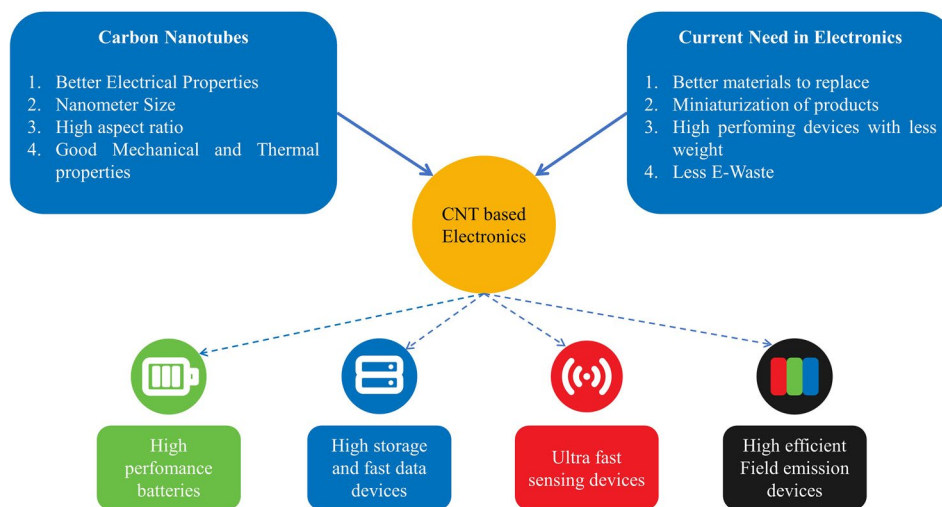 Carbon Nanotubes
1. Better Electrical Properties
2. Nanometer Size
3. High aspect ratio
4. Good Mechanical and Thermal
properties
Current Need in Electronics
1. Better materials to replace
2. Miniaturization of products
3. High perfoming devices with less
weight
4. Less E-Waste
CNT based
Electronics
High
perfomance
batteries
High storage
and fast data
devices
Ultra fast
sensing devices
High efficient
Field emission
devices